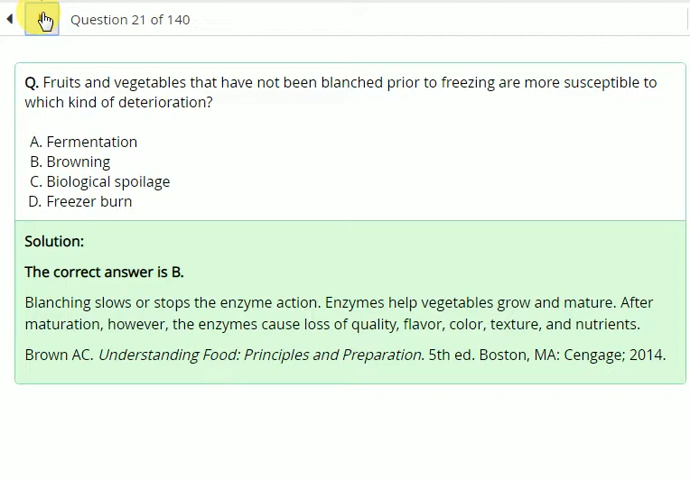 Question 21 of 140
Q. Fruits and vegetables that have not been blanched prior to freezing are more susceptible to
which kind of deterioration?
A. Fermentation
B. Browning
C. Biological spoilage
D. Freezer burn
Solution:
The correct answer is B.
Blanching slows or stops the enzyme action. Enzymes help vegetables grow and mature. After
maturation, however, the enzymes cause loss of quality, flavor, color, texture, and nutrients.
Brown AC. Understanding Food: Principles and Preparation. 5th ed. Boston, MA: Cengage; 2014.